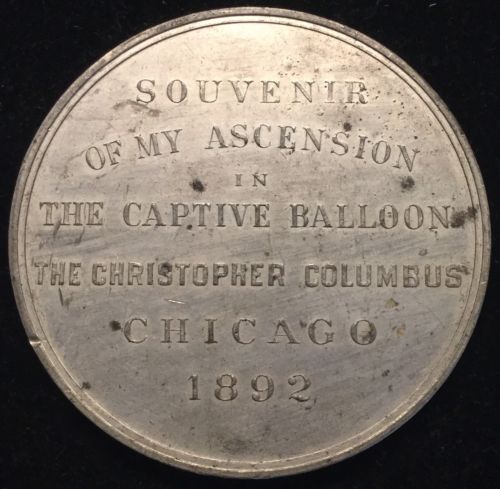 SOUVENIR
OF MY ASCENSION
IN
THE CAPTIVE BALLOON
THE CHRISTOPHER COLUMBUS
CHICAGO
1892